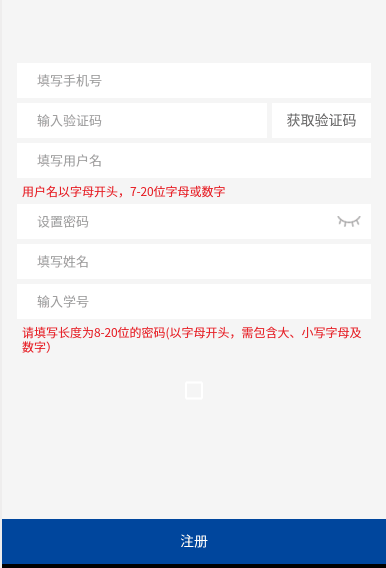 填写手机号
输入验证码 获取验证码
填写用户名
用户名以字母开头，7-20位字母或数字
设置密码
填写姓名
输入学号
请填写长度为8-20位的密码(以字母开头，需包含大、小写字母及
数字)
注册